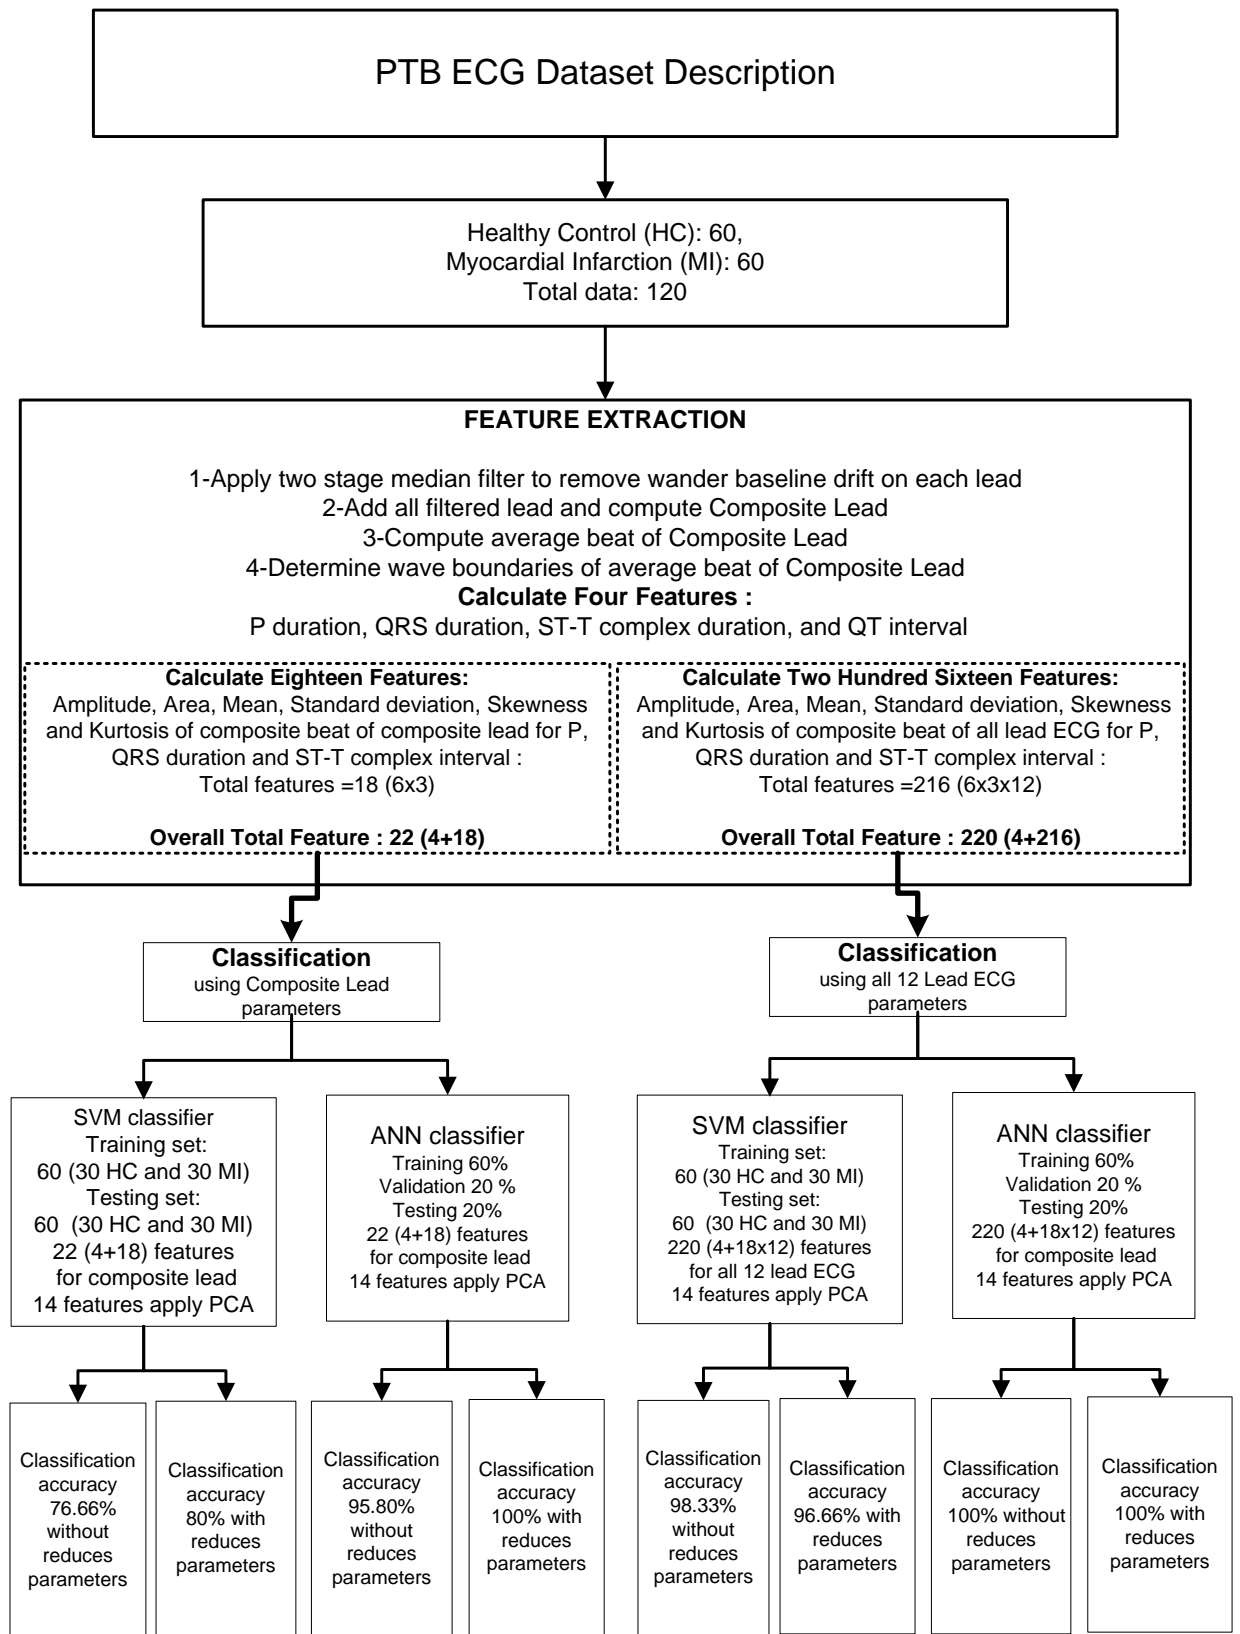 PTB ECG Dataset Description
Healthy Control (HC): 60,
Myocardial Infarction (MI): 60
Total data: 120
FEATURE EXTRACTION
1-Apply two stage median filter to remove wander baseline drift on each lead
2-Add all filtered lead and compute Composite Lead
3-Compute average beat of Composite Lead
4-Determine wave boundaries of average beat of Composite Lead
Calculate Four Features :
P duration, QRS duration, ST-T complex duration, and QT interval
Calculate Eighteen Features:
Amplitude, Area, Mean, Standard deviation, Skewness
and Kurtosis of composite beat of composite lead for P,
QRS duration and ST-T complex interval :
Total features =18 (6x3)
Overall Total Feature : 22 (4+18)
Calculate Two Hundred Sixteen Features:
Amplitude, Area, Mean, Standard deviation, Skewness
and Kurtosis of composite beat of all lead ECG for P,
QRS duration and ST-T complex interval :
Total features =216 (6x3x12)
Overall Total Feature : 220 (4+216)
Classification
using Composite Lead
parameters
Classification
using all 12 Lead ECG
parameters
SVM classifier
Training set:
60 (30 HC and 30 MI)
Testing set:
60 (30 HC and 30 MI)
22 (4+18) features
for composite lead
14 features apply PCA
ANN classifier
Training 60%
Validation 20 %
Testing 20%
22 (4+18) features
for composite lead
14 features apply PCA
SVM classifier
Training set:
60 (30 HC and 30 MI)
Testing set:
60 (30 HC and 30 MI)
220 (4+18x12) features
for all 12 lead ECG
14 features apply PCA
ANN classifier
Training 60%
Validation 20 %
Testing 20%
220 (4+18x12) features
for composite lead
14 features apply PCA
Classification
accuracy
76.66%
without
reduces
parameters
Classification
accuracy
80% with
reduces
parameters
Classification
accuracy
95.80%
without
reduces
parameters
Classification
accuracy
100% with
reduces
parameters
Classification
accuracy
98.33%
without
reduces
parameters
Classification
accuracy
96.66% with
reduces
parameters
Classification
accuracy
100% without
reduces
parameters
Classification
accuracy
100% with
reduces
parameters